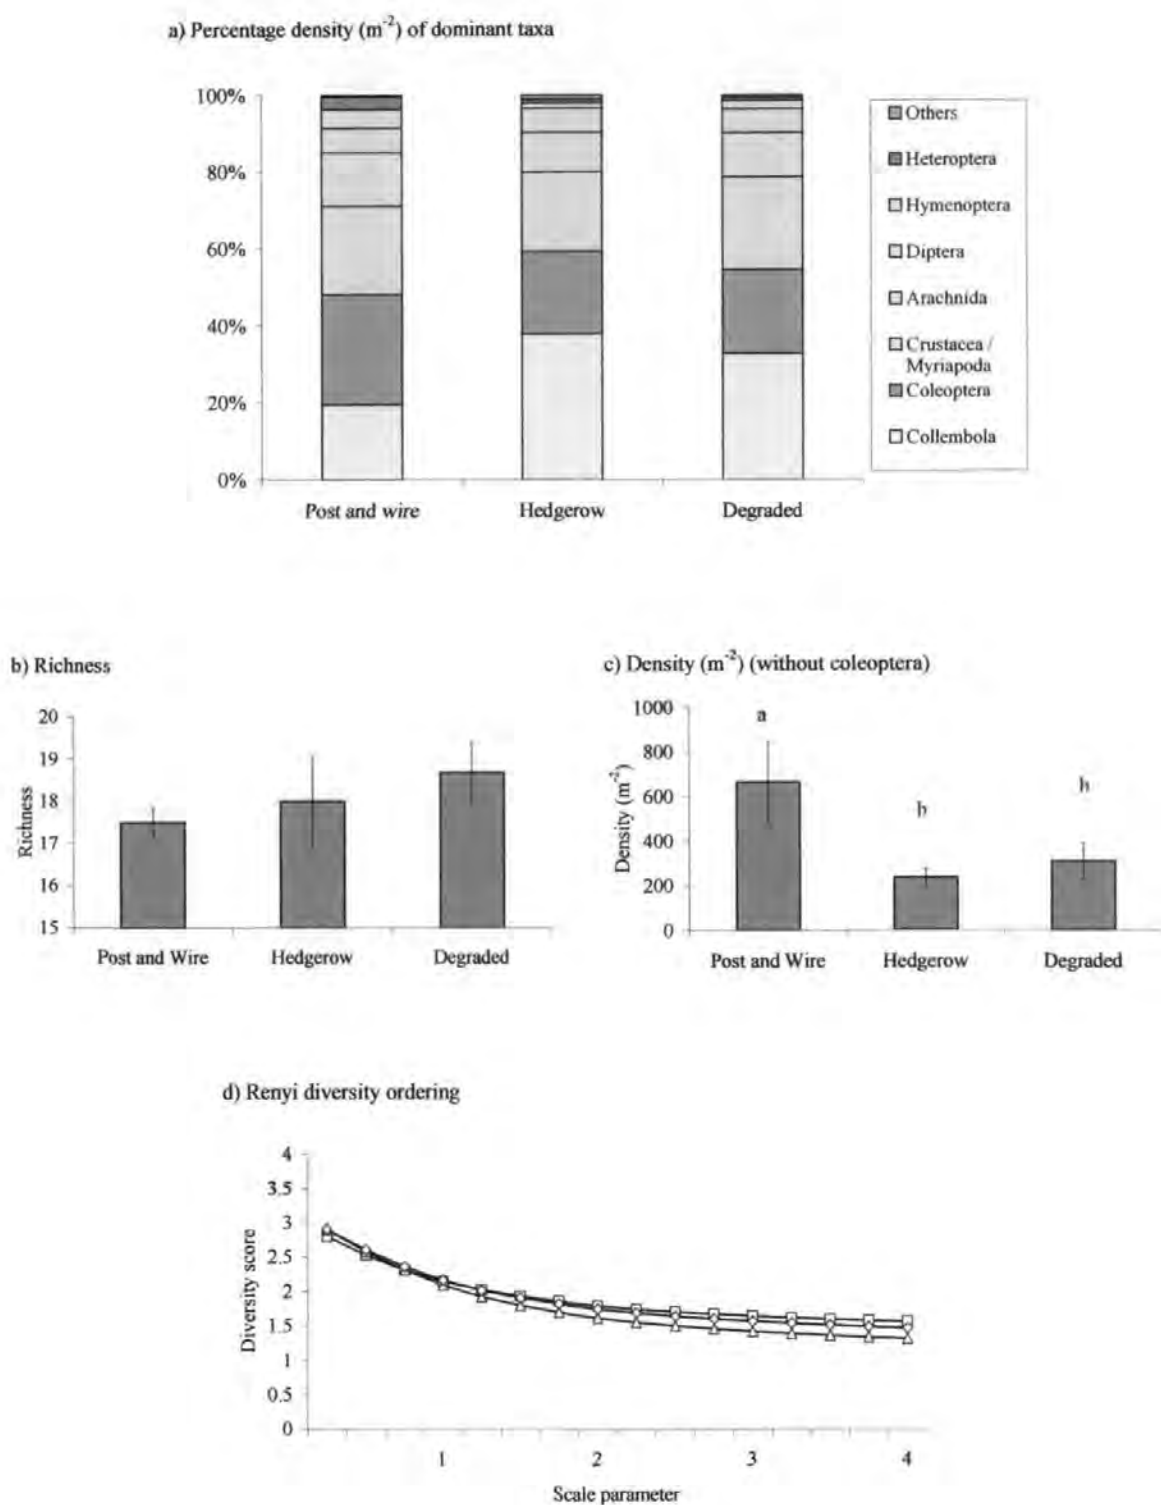 a) Percentage density (m⁻²) of dominant taxa
100%
80%
60%
40%
20%
0%
Post and wire
Hedgerow
Degraded
Others
Heteroptera
Hymenoptera
Diptera
Arachnida
Crustacea /
Myriapoda
Coleoptera
Collembola
b) Richness
20
19
18
17
16
15
Richness
Post and Wire
Hedgerow
Degraded
c) Density (m⁻²) (without coleoptera)
1000
800
600
400
200
0
Density (m⁻²)
a
b
b
Post and Wire
Hedgerow
Degraded
d) Renyi diversity ordering
4
3.5
3
2.5
2
1.5
1
0.5
0
Diversity score
1
2
3
4
Scale parameter